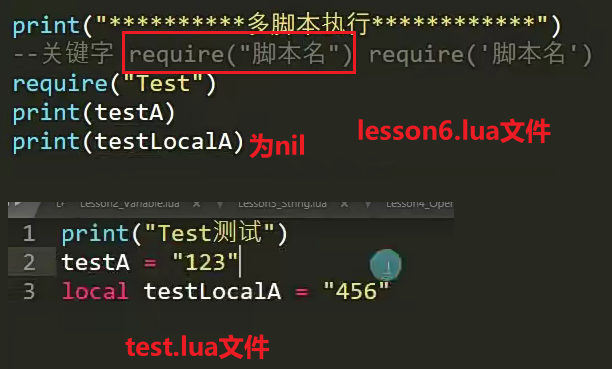 print("**********多脚本执行************")
--关键字 require("脚本名") require('脚本名')
require("Test")
print(testA)
print(testLocalA) 为nil
lesson6.lua文件
Lesson2_Variable.lua × Lesson3_String.lua × Lesson4_Oper
1 print("Test测试")
2 testA = "123"
3 local testLocalA = "456"
test.lua文件